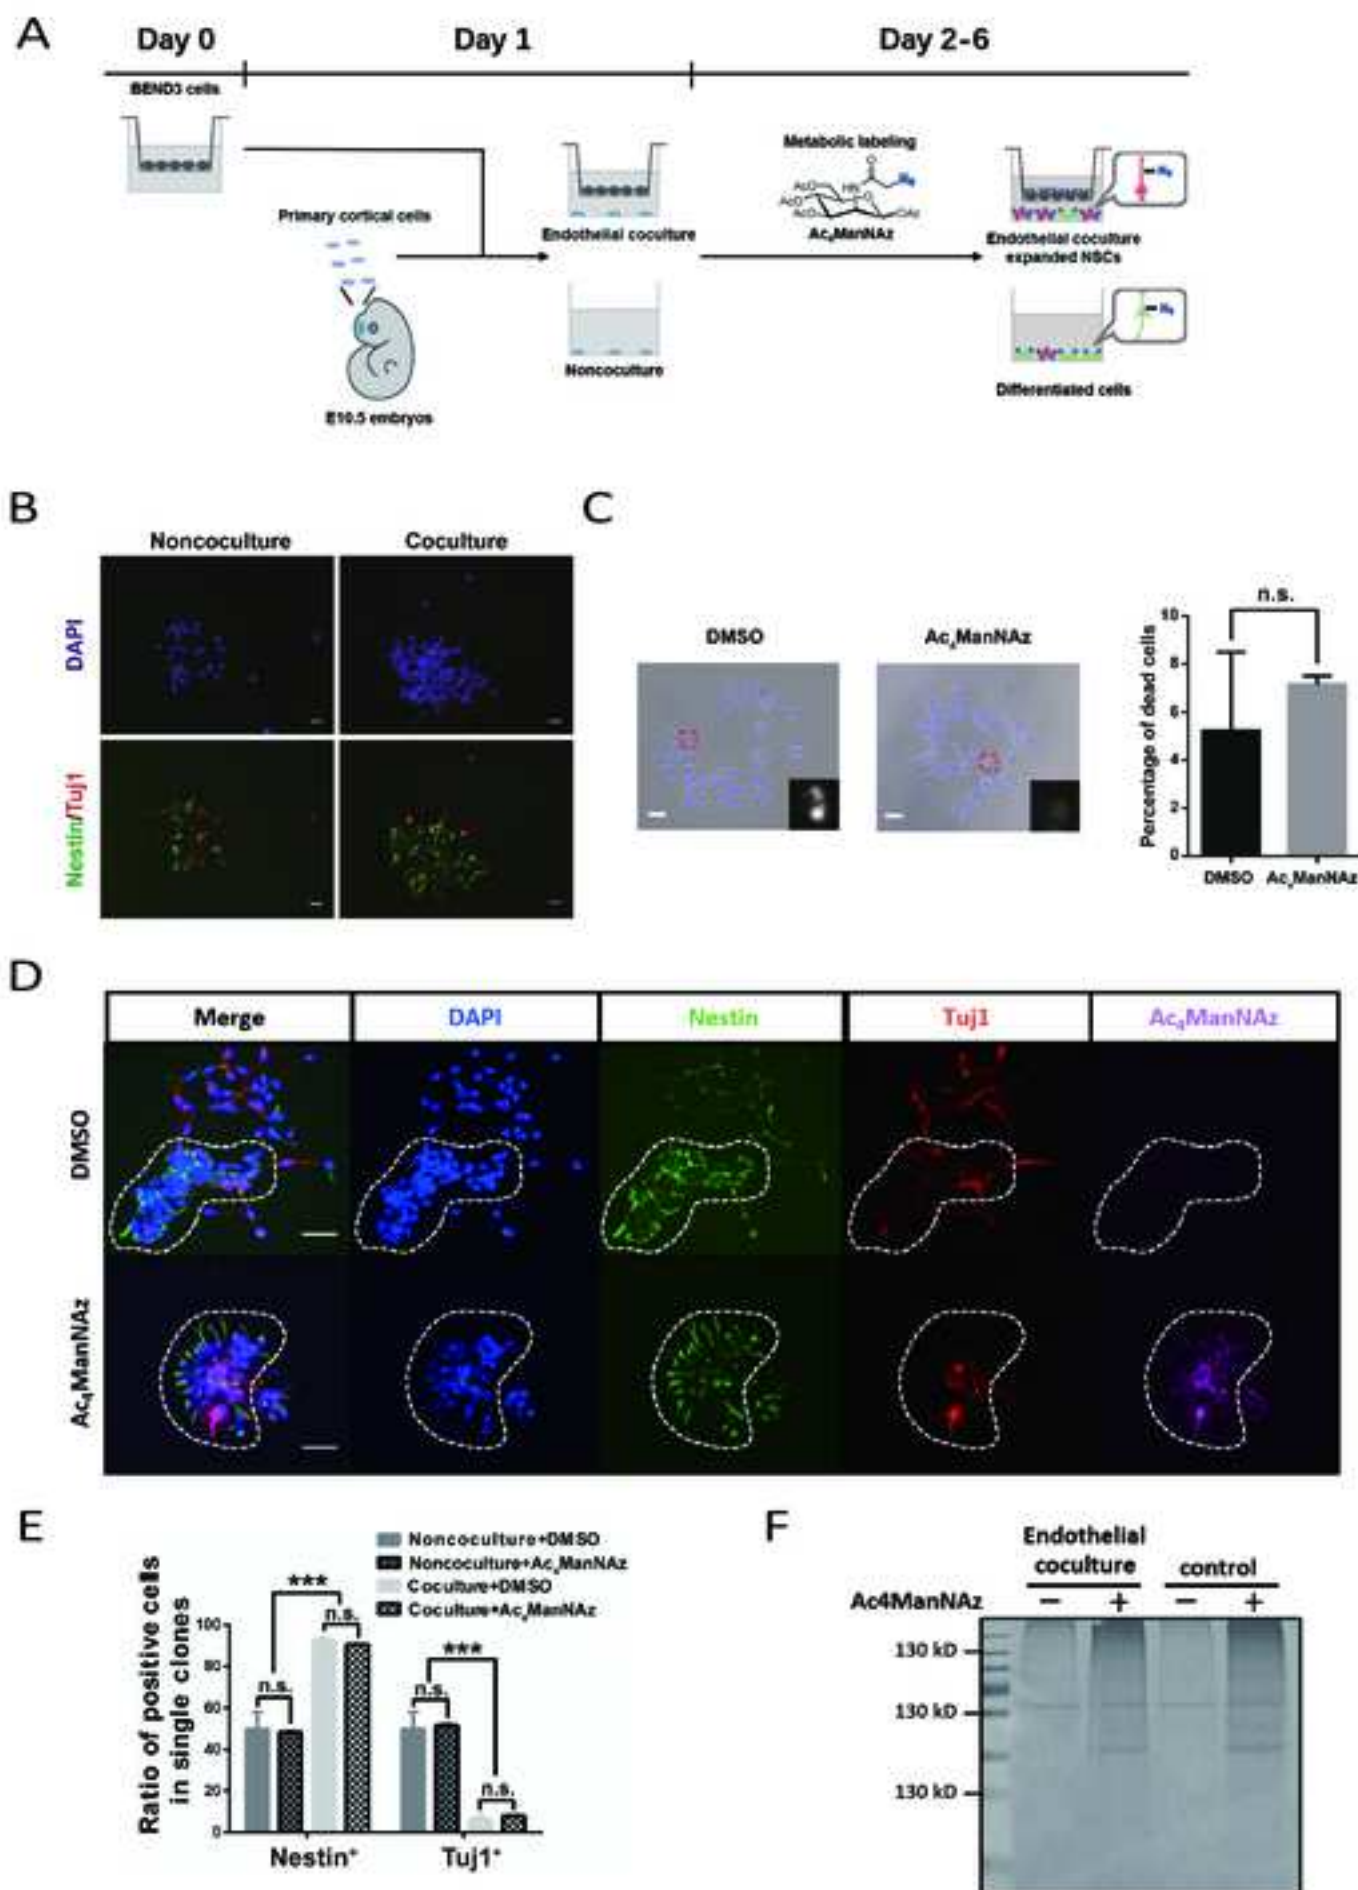 A
Day 0
Day 1
Day 2-6
BEND3 cells
Metabolic labeling
Primary cortical cells
Endothelial coculture
Ac₄ManNAz
Endothelial coculture
expanded NSCs
Noncoculture
E10.5 embryos
Differentiated cells
B
Noncoculture
Coculture
DAPI
Nestin/Tuj1
C
DMSO
Ac₄ManNAz
n.s.
Percentage of dead cells
10
8
6
4
2
0
DMSO
Ac₄ManNAz
D
Merge
DAPI
Nestin
Tuj1
Ac₄ManNAz
DMSO
Ac₄ManNAz
E
Noncoculture+DMSO
Noncoculture+Ac₄ManNAz
Coculture+DMSO
Coculture+Ac₄ManNAz
Ratio of positive cells
in single clones
100
80
60
40
20
0
n.s.
***
n.s.
n.s.
***
n.s.
Nestin⁺
Tuj1⁺
F
Endothelial
coculture
control
Ac4ManNAz
− + − +
130 kD
130 kD
130 kD